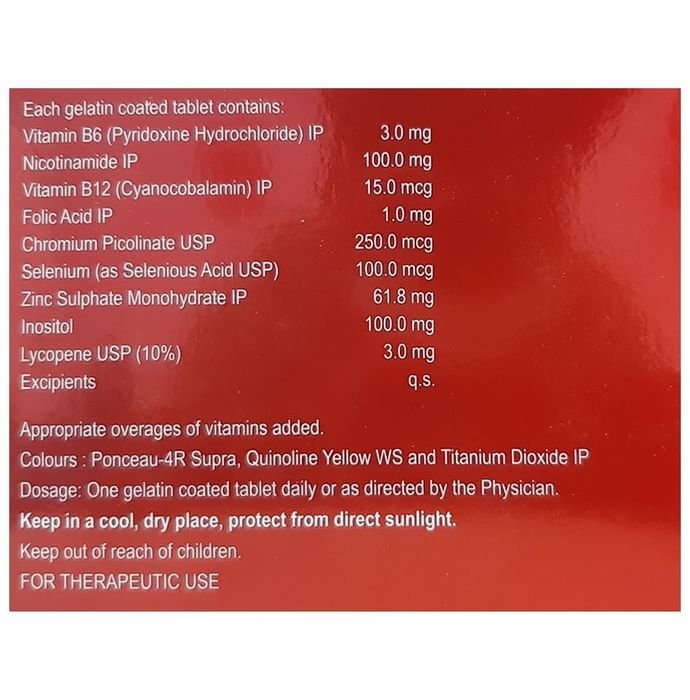 Each gelatin coated tablet contains:
Vitamin B6 (Pyridoxine Hydrochloride) IP 3.0 mg
Nicotinamide IP 100.0 mg
Vitamin B12 (Cyanocobalamin) IP 15.0 mcg
Folic Acid IP 1.0 mg
Chromium Picolinate USP 250.0 mcg
Selenium (as Selenious Acid USP) 100.0 mcg
Zinc Sulphate Monohydrate IP 61.8 mg
Inositol 100.0 mg
Lycopene USP (10%) 3.0 mg
Excipients q.s.
Appropriate overages of vitamins added.
Colours : Ponceau-4R Supra, Quinoline Yellow WS and Titanium Dioxide IP
Dosage: One gelatin coated tablet daily or as directed by the Physician.
Keep in a cool, dry place, protect from direct sunlight.
Keep out of reach of children.
FOR THERAPEUTIC USE